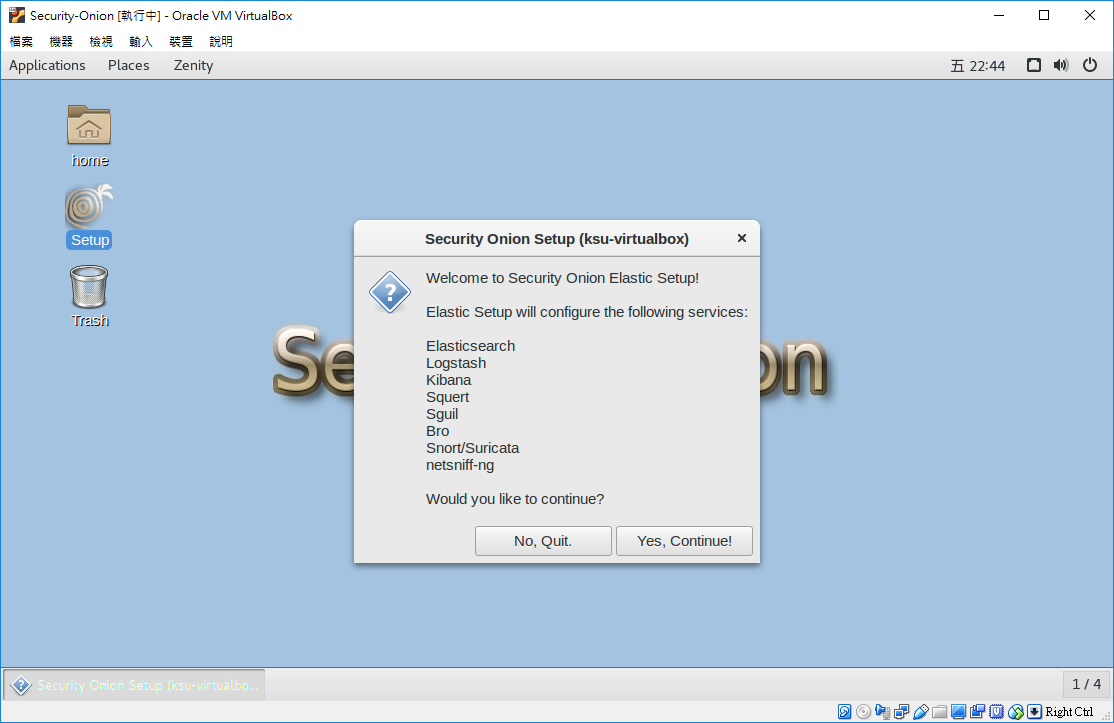 Security-Onion [執行中] - Oracle VM VirtualBox
檔案 機器 檢視 輸入 裝置 說明
Applications Places Zenity 五 22:44
home
Setup
Trash
Se on
Security Onion Setup (ksu-virtualbox)
Welcome to Security Onion Elastic Setup!
Elastic Setup will configure the following services:
Elasticsearch
Logstash
Kibana
Squert
Sguil
Bro
Snort/Suricata
netsniff-ng
Would you like to continue?
No, Quit. Yes, Continue!
Security Onion Setup (ksu-virtualbo... 1 / 4
Right Ctrl